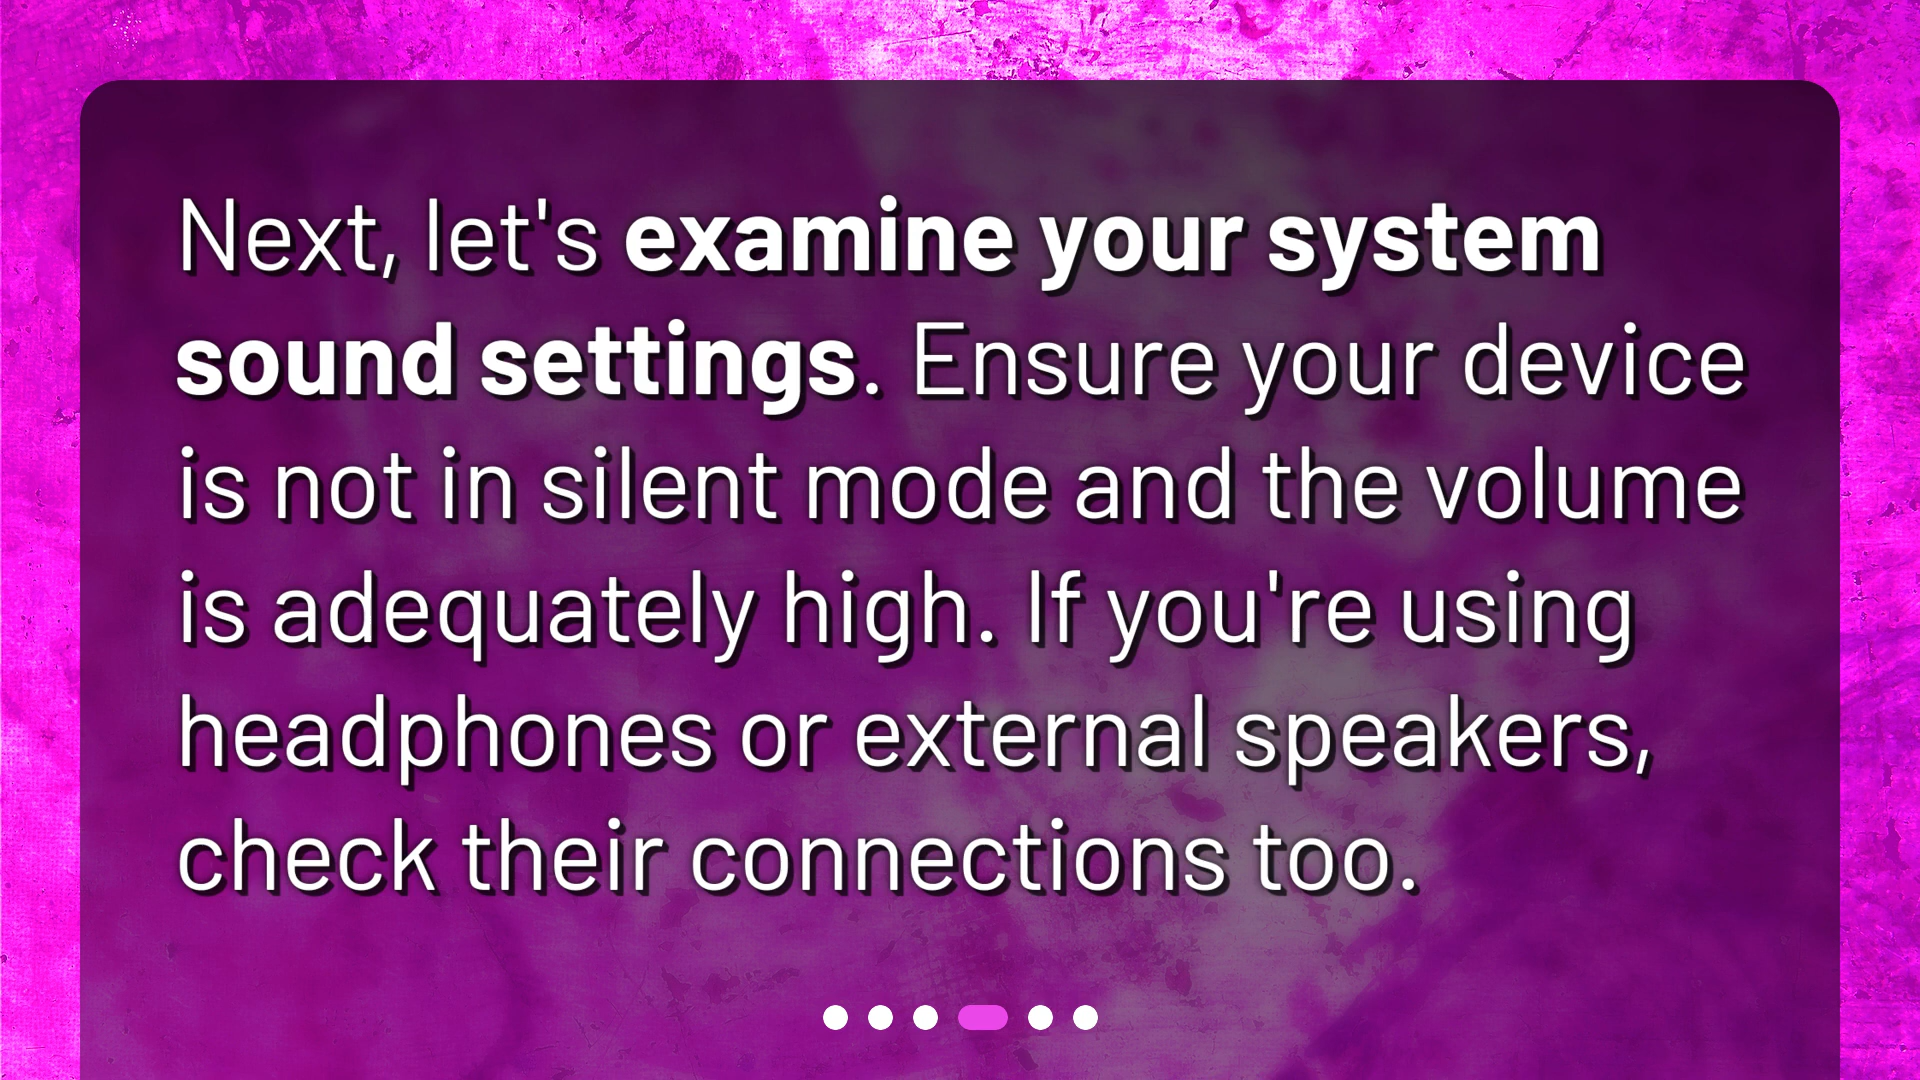 Next, let's examine your system
sound settings. Ensure your device
is not in silent mode and the volume
is adequately high. If you're using
headphones or external speakers,
check their connections too.